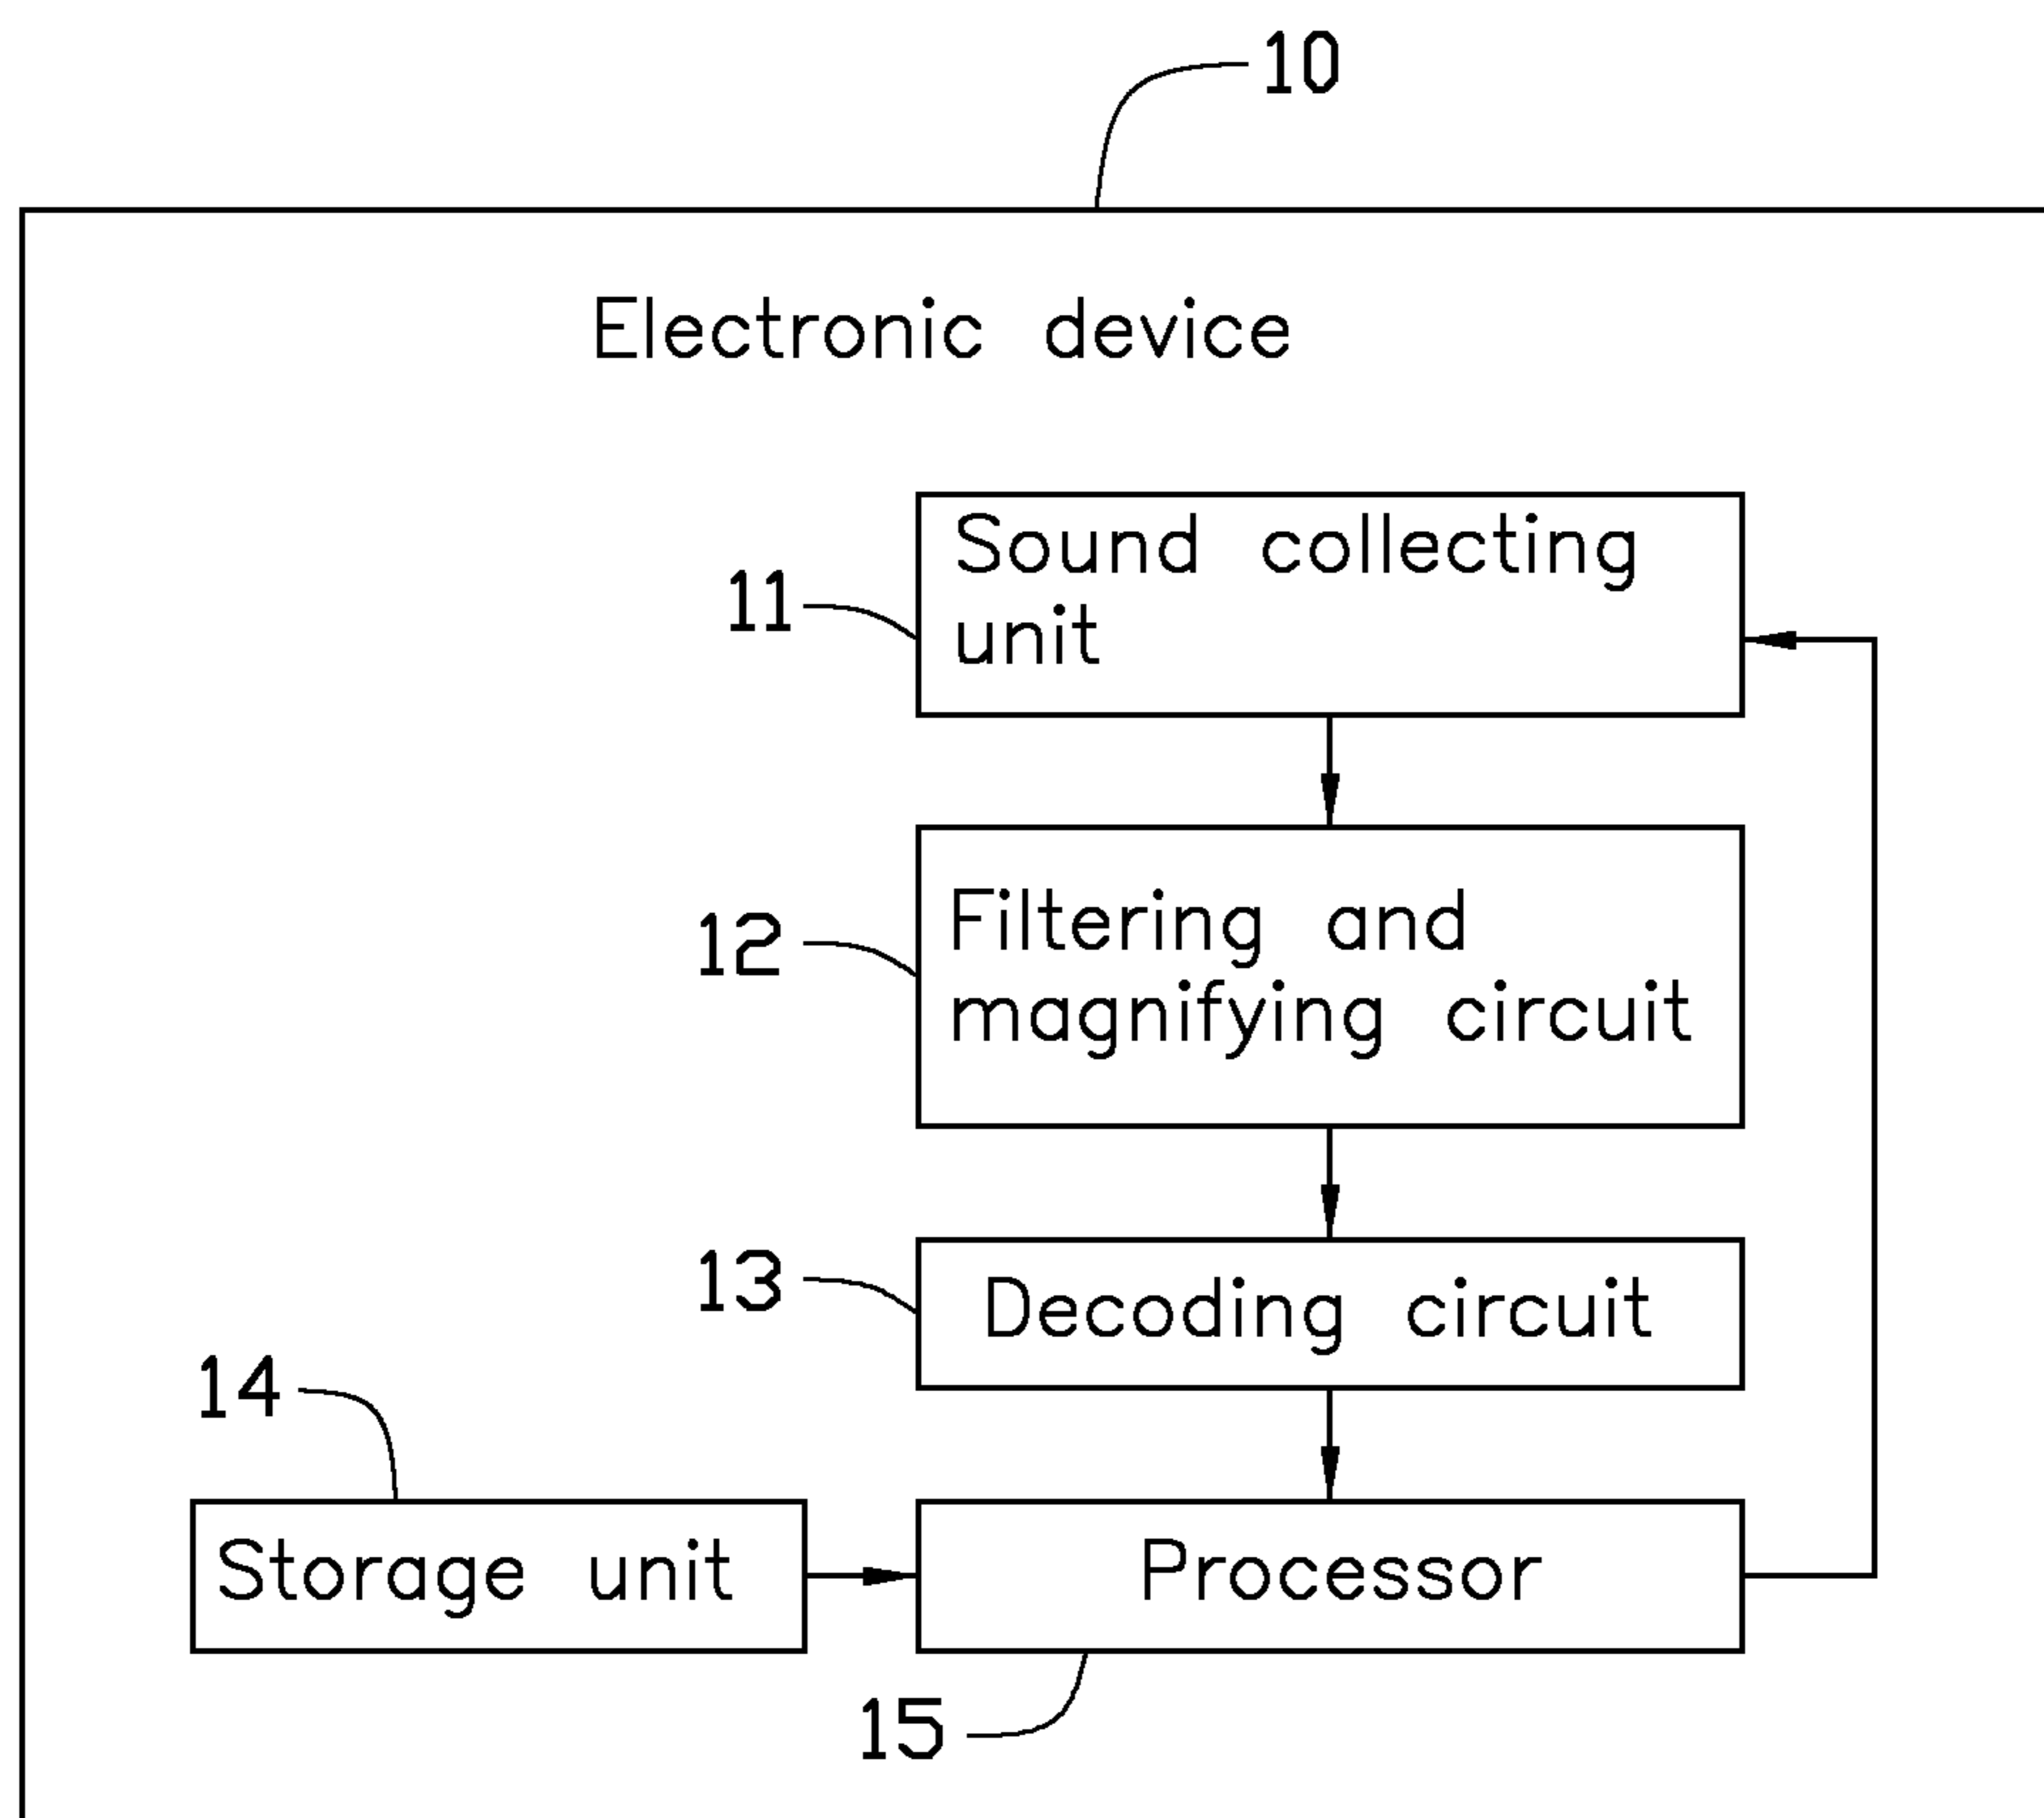 10
Electronic device
11
Sound collecting
unit
12
Filtering and
magnifying circuit
13
Decoding circuit
14
Storage unit
Processor
15